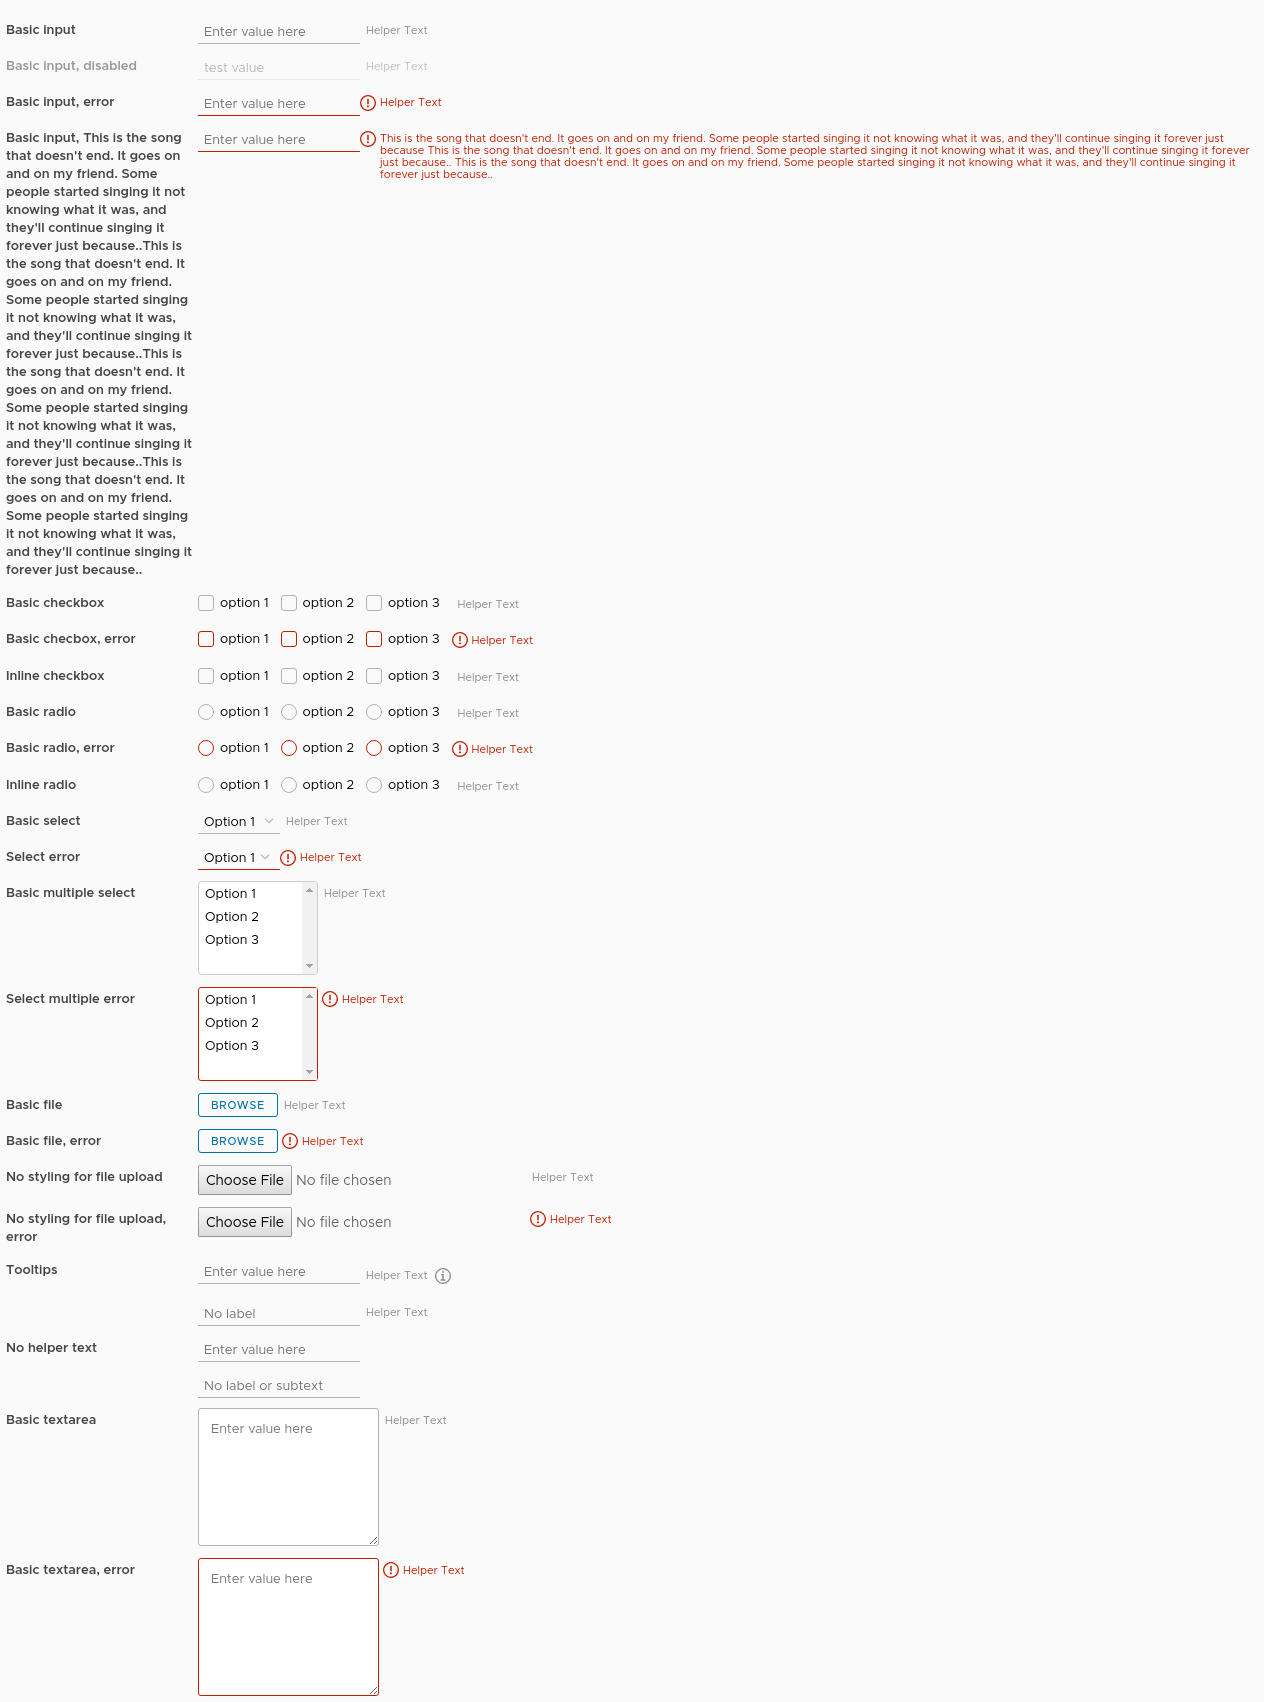 Basic input Enter value here Helper Text
Basic input, disabled test value Helper Text
Basic input, error Enter value here Helper Text
Basic input, This is the song
that doesn't end. It goes on
and on my friend. Some
people started singing it not
knowing what it was, and
they'll continue singing it
forever just because..This is
the song that doesn't end. It
goes on and on my friend.
Some people started singing
it not knowing what it was,
and they'll continue singing it
forever just because..This is
the song that doesn't end. It
goes on and on my friend.
Some people started singing
it not knowing what it was,
and they'll continue singing it
forever just because..This is
the song that doesn't end. It
goes on and on my friend.
Some people started singing
it not knowing what it was,
and they'll continue singing it
forever just because..
Enter value here
This is the song that doesn't end. It goes on and on my friend. Some people started singing it not knowing what it was, and they'll continue singing it forever just
because This is the song that doesn't end. It goes on and on my friend. Some people started singing it not knowing what it was, and they'll continue singing it forever
just because.. This is the song that doesn't end. It goes on and on my friend. Some people started singing it not knowing what it was, and they'll continue singing it
forever just because..
Basic checkbox option 1 option 2 option 3 Helper Text
Basic checbox, error option 1 option 2 option 3 Helper Text
Inline checkbox option 1 option 2 option 3 Helper Text
Basic radio option 1 option 2 option 3 Helper Text
Basic radio, error option 1 option 2 option 3 Helper Text
Inline radio option 1 option 2 option 3 Helper Text
Basic select Option 1 Helper Text
Select error Option 1 Helper Text
Basic multiple select Option 1 Helper Text
Option 2
Option 3
Select multiple error Option 1 Helper Text
Option 2
Option 3
Basic file BROWSE Helper Text
Basic file, error BROWSE Helper Text
No styling for file upload Choose File No file chosen Helper Text
No styling for file upload,
error
Choose File No file chosen Helper Text
Tooltips Enter value here Helper Text
No label Helper Text
No helper text Enter value here
No label or subtext
Basic textarea Enter value here Helper Text
Basic textarea, error Enter value here Helper Text